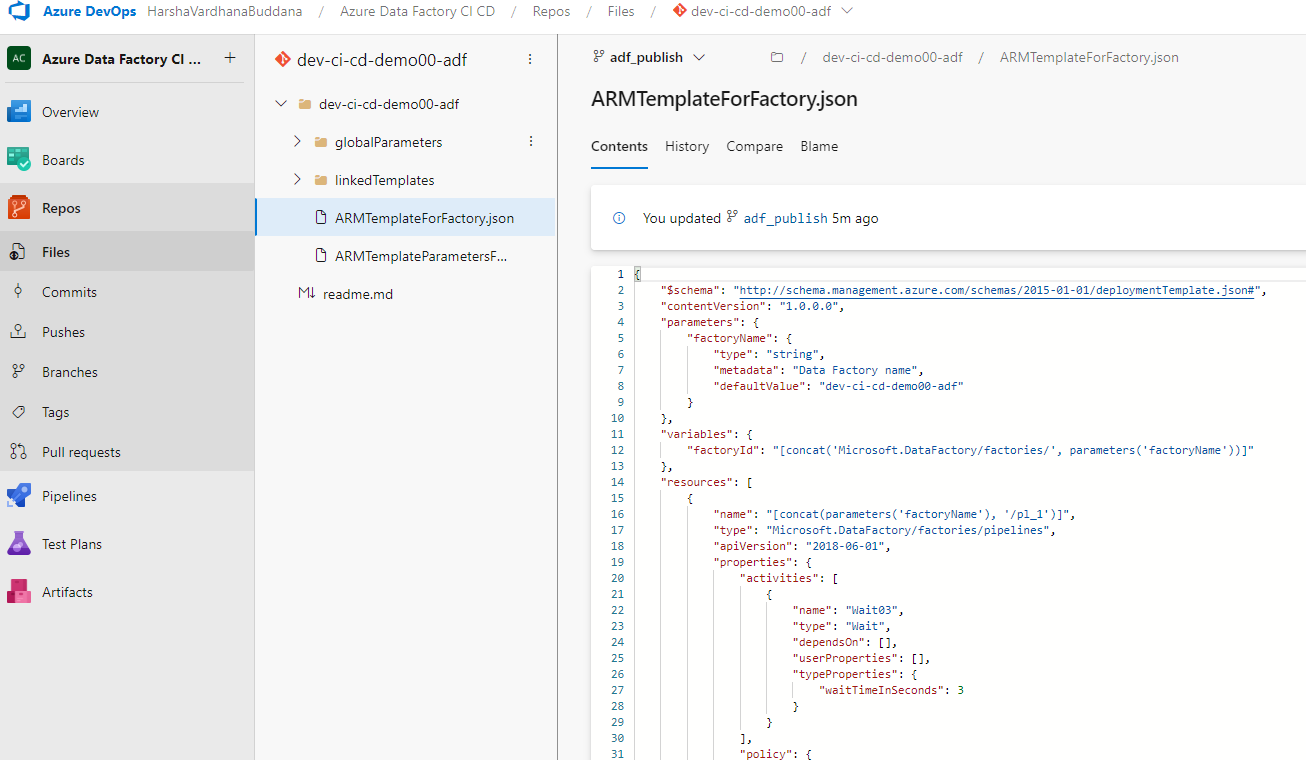 Azure DevOps HarshaVardhanaBuddana / Azure Data Factory CI CD / Repos / Files / dev-ci-cd-demo00-adf
AC Azure Data Factory CI ... +
Overview
Boards
Repos
Files
Commits
Pushes
Branches
Tags
Pull requests
Pipelines
Test Plans
Artifacts
dev-ci-cd-demo00-adf
dev-ci-cd-demo00-adf
globalParameters
linkedTemplates
ARMTemplateForFactory.json
ARMTemplateParametersF...
M↓ readme.md
adf_publish / dev-ci-cd-demo00-adf / ARMTemplateForFactory.json
ARMTemplateForFactory.json
Contents History Compare Blame
You updated adf_publish 5m ago
1 {
2 "$schema": "http://schema.management.azure.com/schemas/2015-01-01/deploymentTemplate.json#",
3 "contentVersion": "1.0.0.0",
4 "parameters": {
5 "factoryName": {
6 "type": "string",
7 "metadata": "Data Factory name",
8 "defaultValue": "dev-ci-cd-demo00-adf"
9 }
10 },
11 "variables": {
12 "factoryId": "[concat('Microsoft.DataFactory/factories/', parameters('factoryName'))]"
13 },
14 "resources": [
15 {
16 "name": "[concat(parameters('factoryName'), '/pl_1')]",
17 "type": "Microsoft.DataFactory/factories/pipelines",
18 "apiVersion": "2018-06-01",
19 "properties": {
20 "activities": [
21 {
22 "name": "Wait03",
23 "type": "Wait",
24 "dependsOn": [],
25 "userProperties": [],
26 "typeProperties": {
27 "waitTimeInSeconds": 3
28 }
29 }
30 ],
31 "policy": {